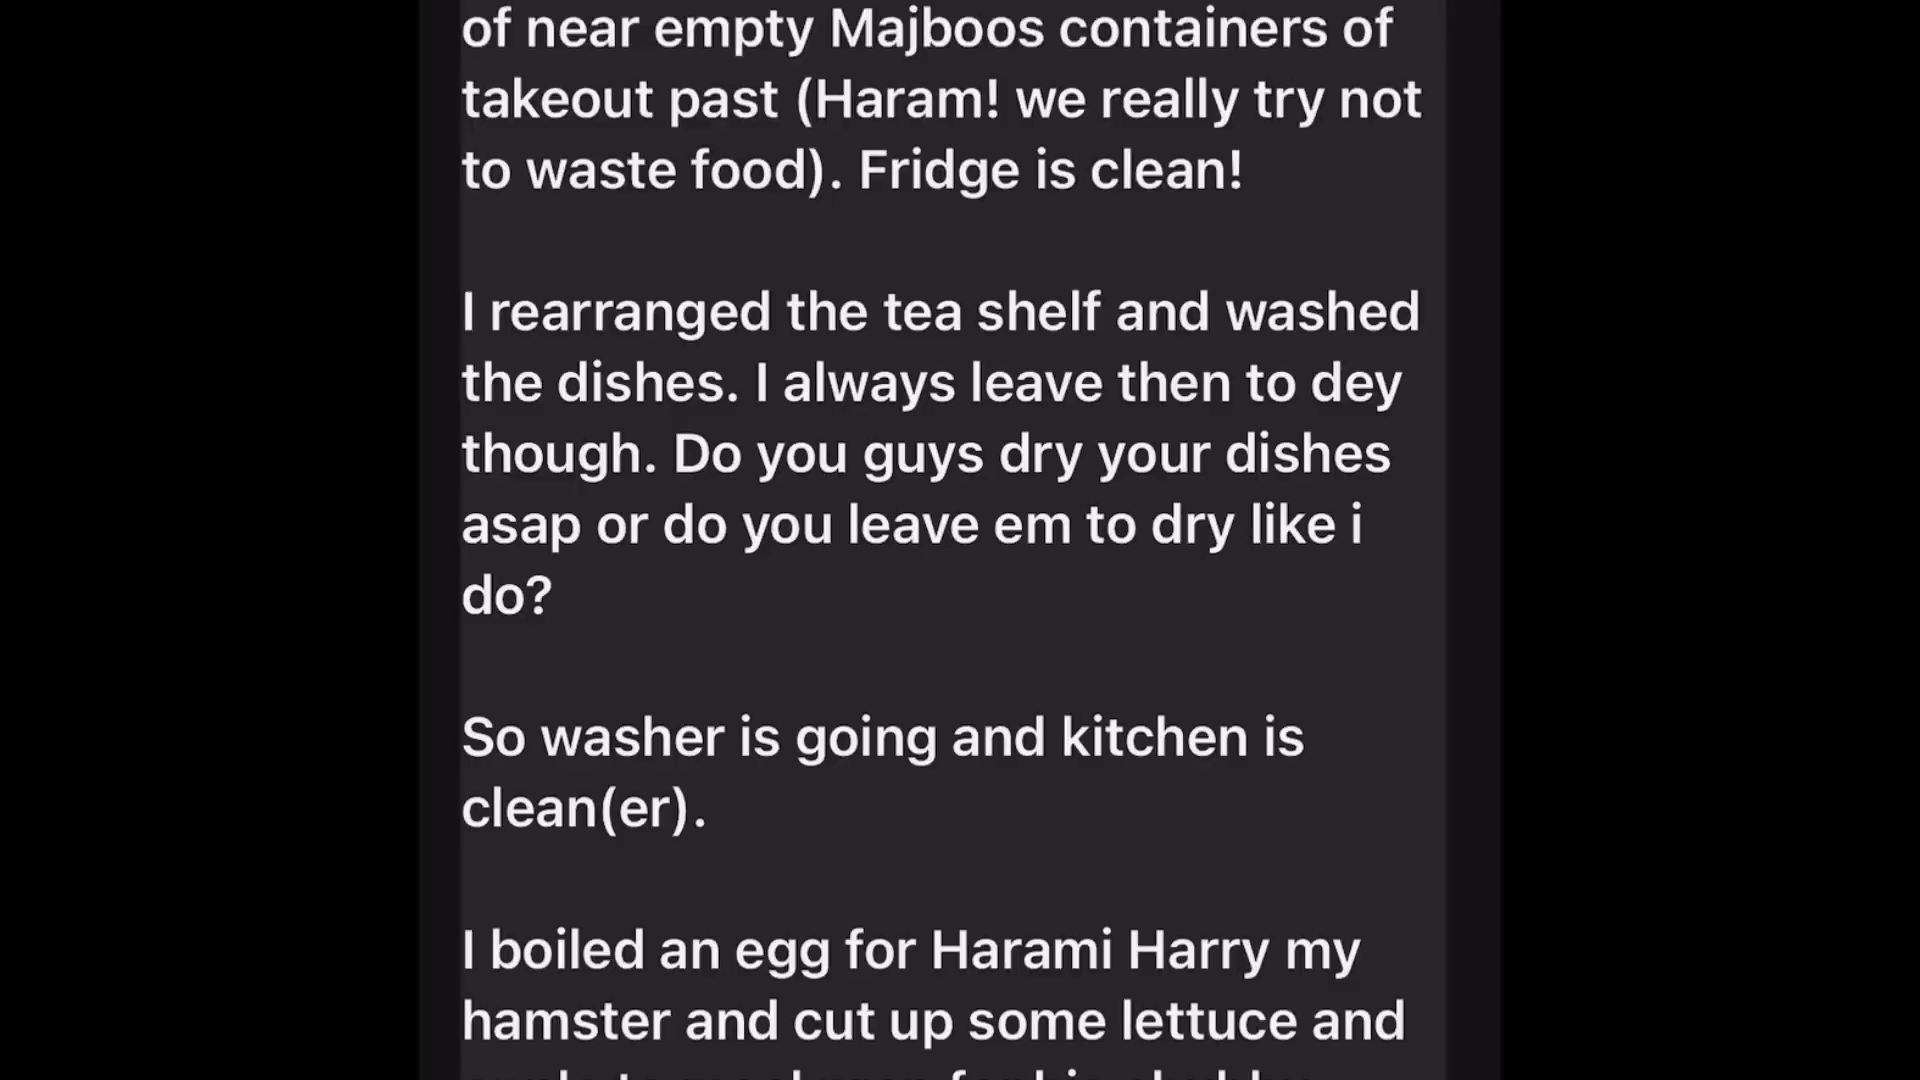 of near empty Majboos containers of
takeout past (Haram! we really try not
to waste food). Fridge is clean!
I rearranged the tea shelf and washed
the dishes. I always leave then to dey
though. Do you guys dry your dishes
asap or do you leave em to dry like i
do?
So washer is going and kitchen is
clean(er).
I boiled an egg for Harami Harry my
hamster and cut up some lettuce and